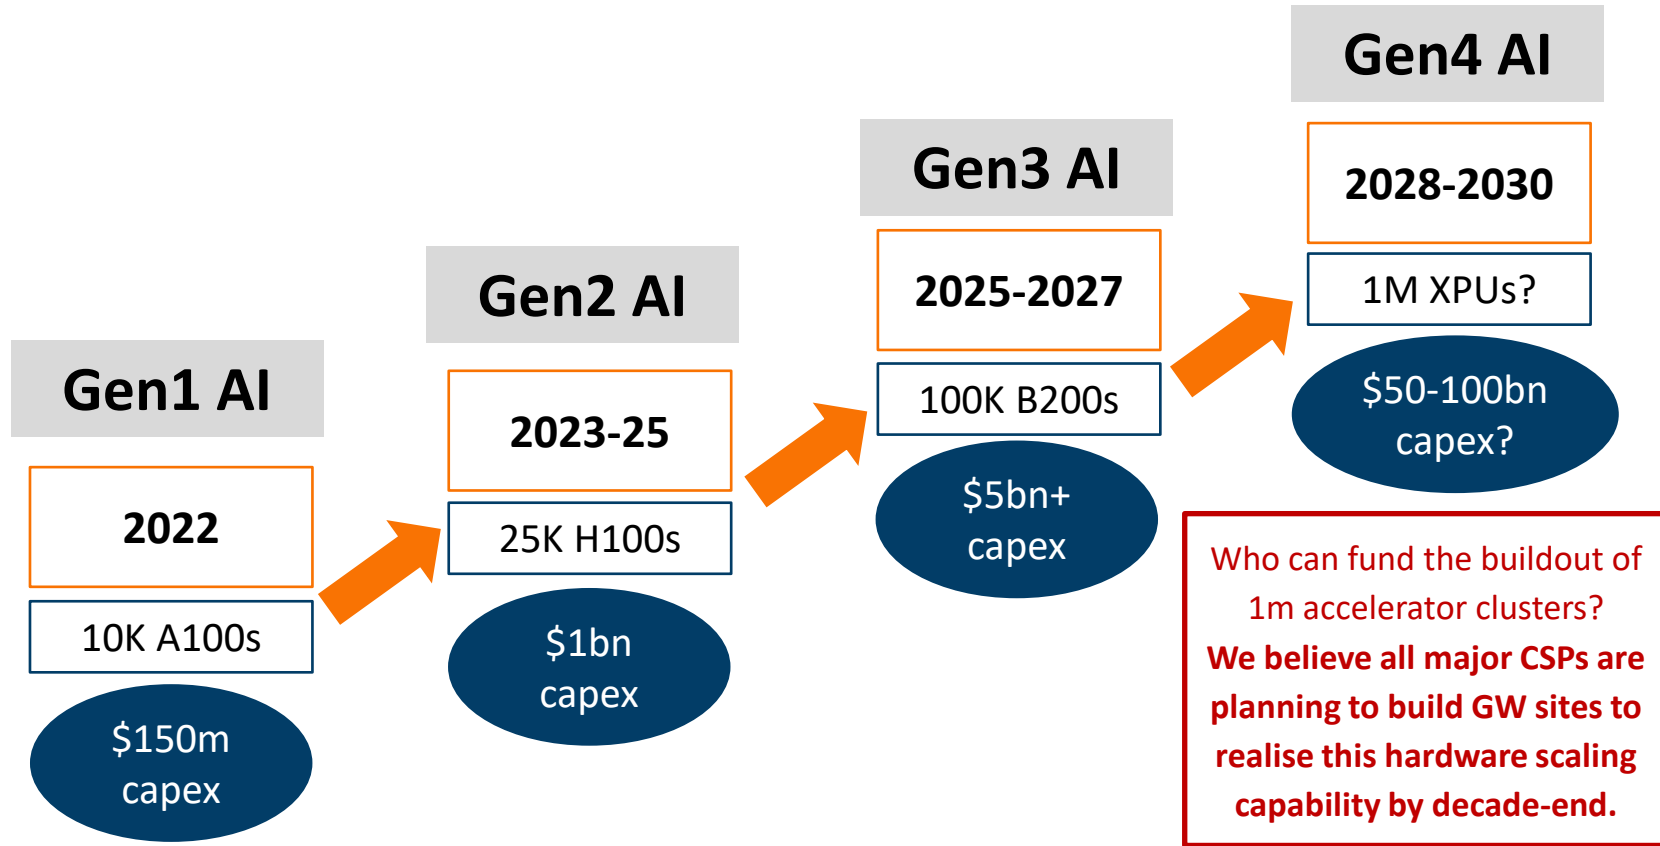 Gen1 AI
2022
10K A100s
$150m
capex
Gen2 AI
2023-25
25K H100s
$1bn
capex
Gen3 AI
2025-2027
100K B200s
$5bn+
capex
Gen4 AI
2028-2030
1M XPUs?
$50-100bn
capex?
Who can fund the buildout of
1m accelerator clusters?
We believe all major CSPs are
planning to build GW sites to
realise this hardware scaling
capability by decade-end.